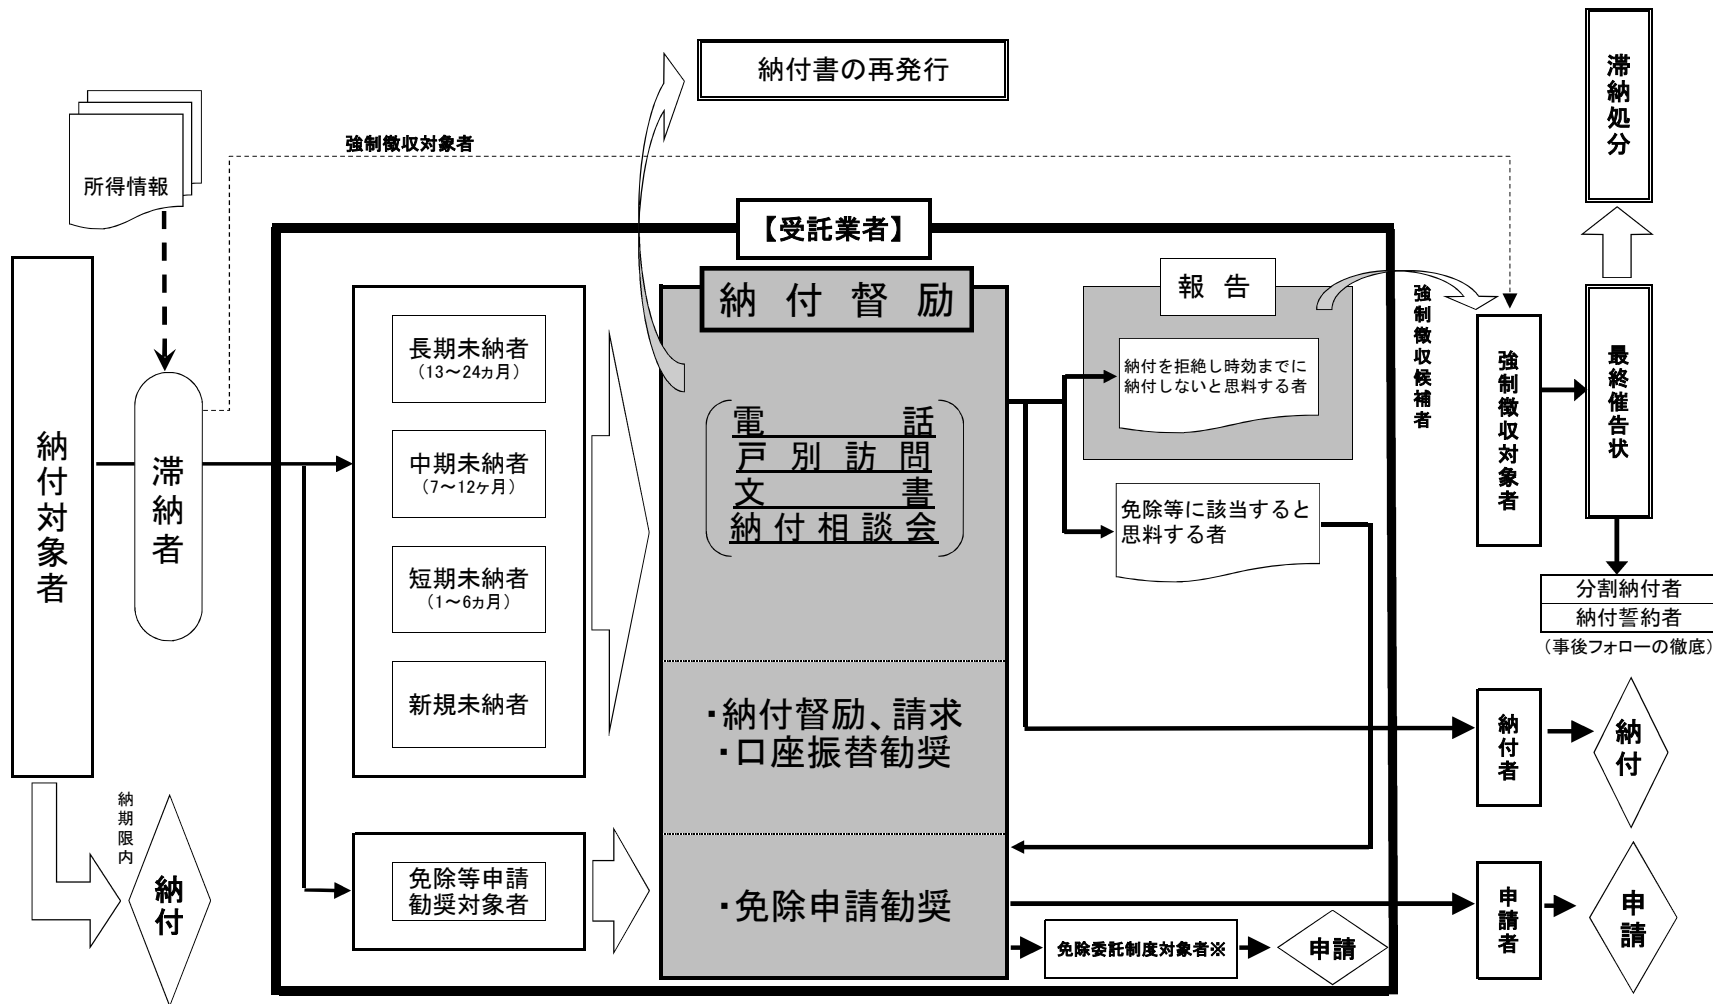 納付書の再発行
滞納処分
強制徴収対象者
所得情報
【受託業者】
納付督励
報告
長期未納者
（13～24ヵ月）
納付を拒絶し時効までに
納付しないと思料する者
強制徴収候補者
強制徴収対象者
最終催告状
電話
戸別訪問
文書
納付相談会
納付対象者
滞納者
中期未納者
（7～12ヶ月）
免除等に該当すると
思料する者
短期未納者
（1～6ヵ月）
分割納付者
納付誓約者
（事後フォローの徹底）
新規未納者
・納付督励、請求
・口座振替勧奨
納付者
納付
納期限内
納付
免除等申請
勧奨対象者
・免除申請勧奨
申請者
申請
免除委託制度対象者※
申請